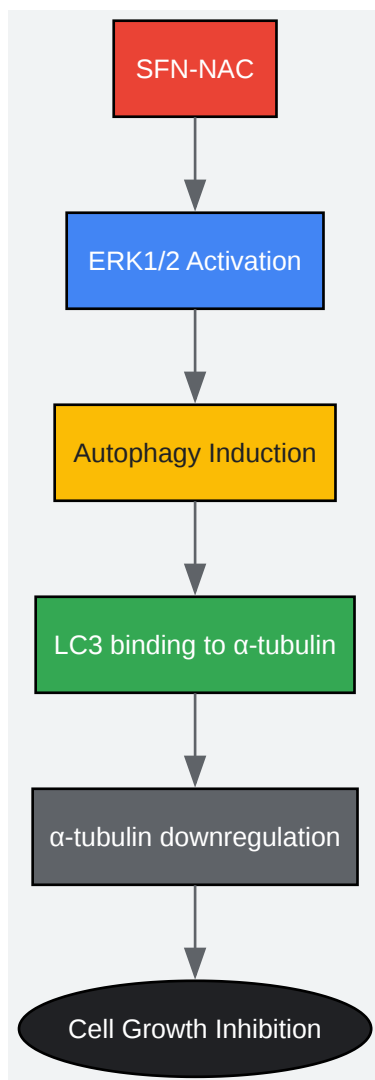 SFN-NAC
ERK1/2 Activation
Autophagy Induction
LC3 binding to α-tubulin
α-tubulin downregulation
Cell Growth Inhibition